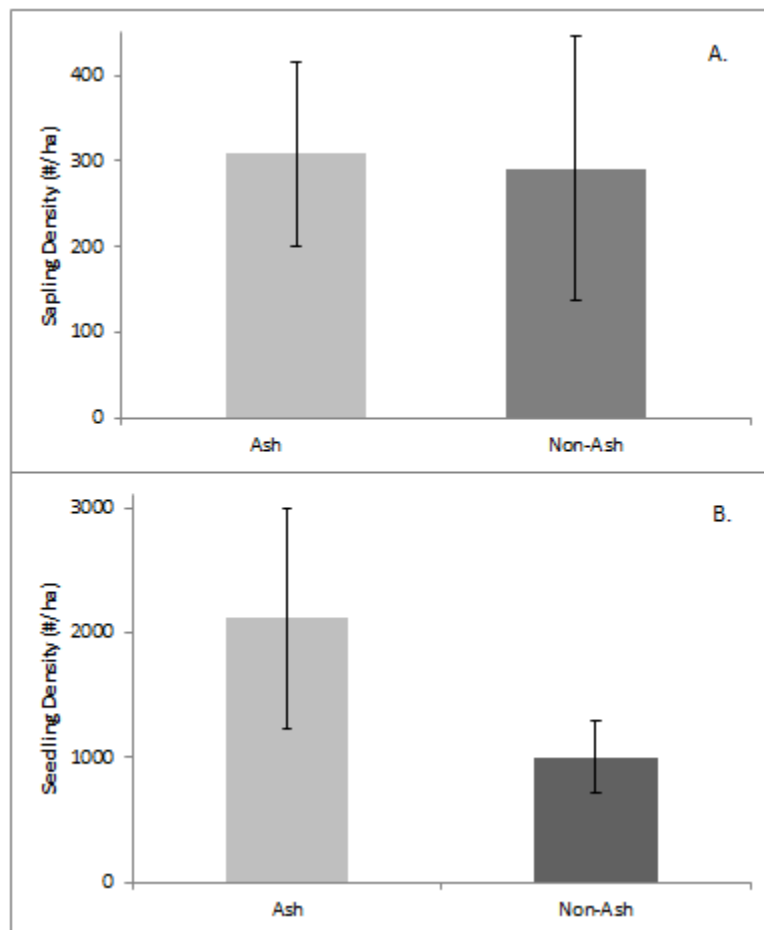 A.
Sapling Density (#/ha)
400
300
200
100
0
Ash Non-Ash
B.
Seedling Density (#/ha)
3000
2000
1000
0
Ash Non-Ash